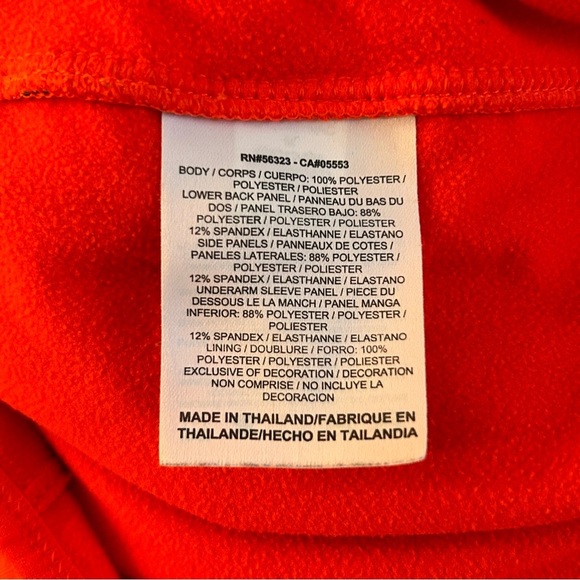 RN#56323 - CA#05553
BODY / CORPS / CUERPO: 100% POLYESTER /
POLYESTER / POLIESTER
LOWER BACK PANEL / PANNEAU DU BAS DU
DOS / PANEL TRASERO BAJO: 88%
POLYESTER / POLYESTER / POLIESTER
12% SPANDEX / ELASTHANNE / ELASTANO
SIDE PANELS / PANNEAUX DE COTES /
PANELES LATERALES: 88% POLYESTER /
POLYESTER / POLIESTER
12% SPANDEX / ELASTHANNE / ELASTANO
UNDERARM SLEEVE PANEL / PIECE DU
DESSOUS LE LA MANCH / PANEL MANGA
INFERIOR: 88% POLYESTER / POLYESTER /
POLIESTER
12% SPANDEX / ELASTHANNE / ELASTANO
LINING / DOUBLURE / FORRO: 100%
POLYESTER / POLYESTER / POLIESTER
EXCLUSIVE OF DECORATION / DECORATION
NON COMPRISE / NO INCLUYE LA
DECORACION
MADE IN THAILAND/FABRIQUE EN
THAILANDE/HECHO EN TAILANDIA